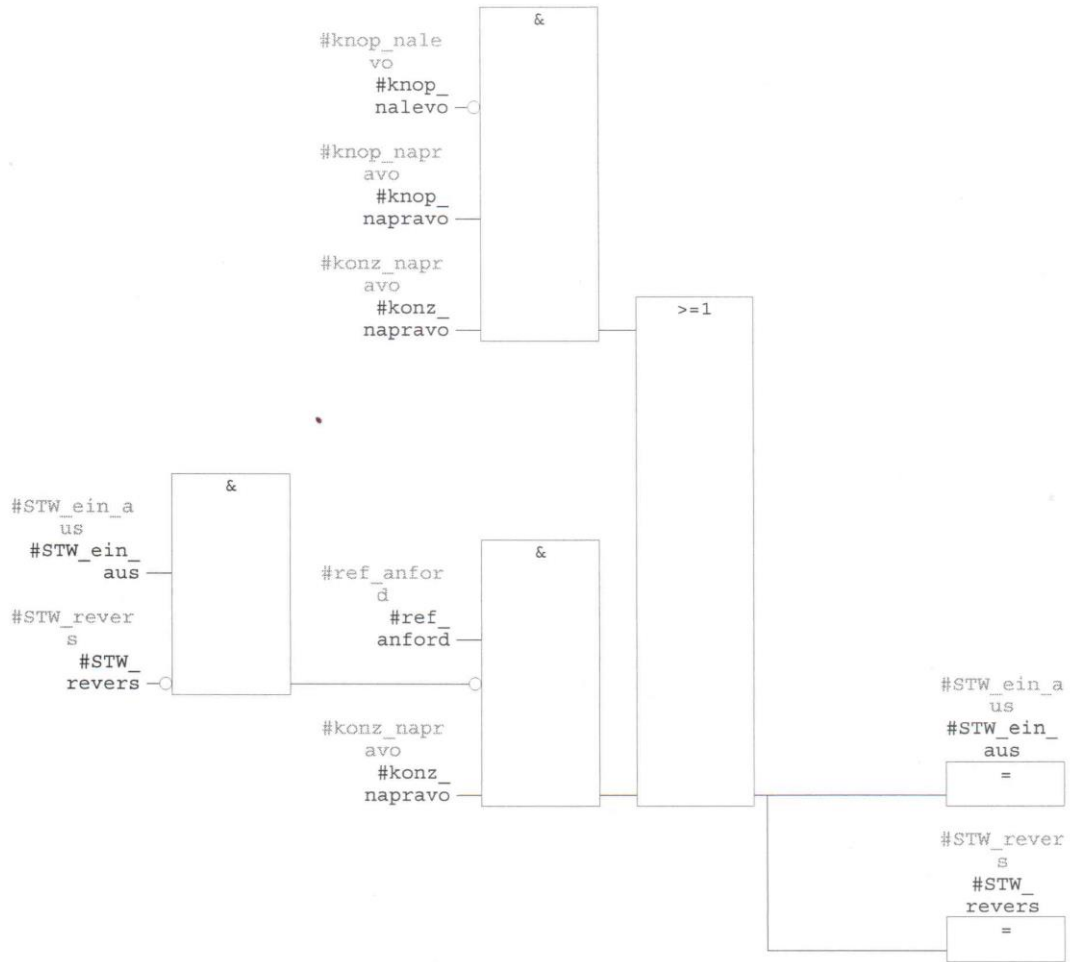 &
#knop_nale
vo
#knop_
nalevo
#knop_napr
avo
#knop_
napravo
#konz_napr
avo
#konz_
napravo
>=1
&
#STW_ein_a
us
#STW_ein_
aus
#STW_rever
s
#STW_
revers
&
#ref_anfor
d
#ref_
anford
#konz_napr
avo
#konz_
napravo
#STW_ein_a
us
#STW_ein_
aus
=
#STW_rever
s
#STW_
revers
=